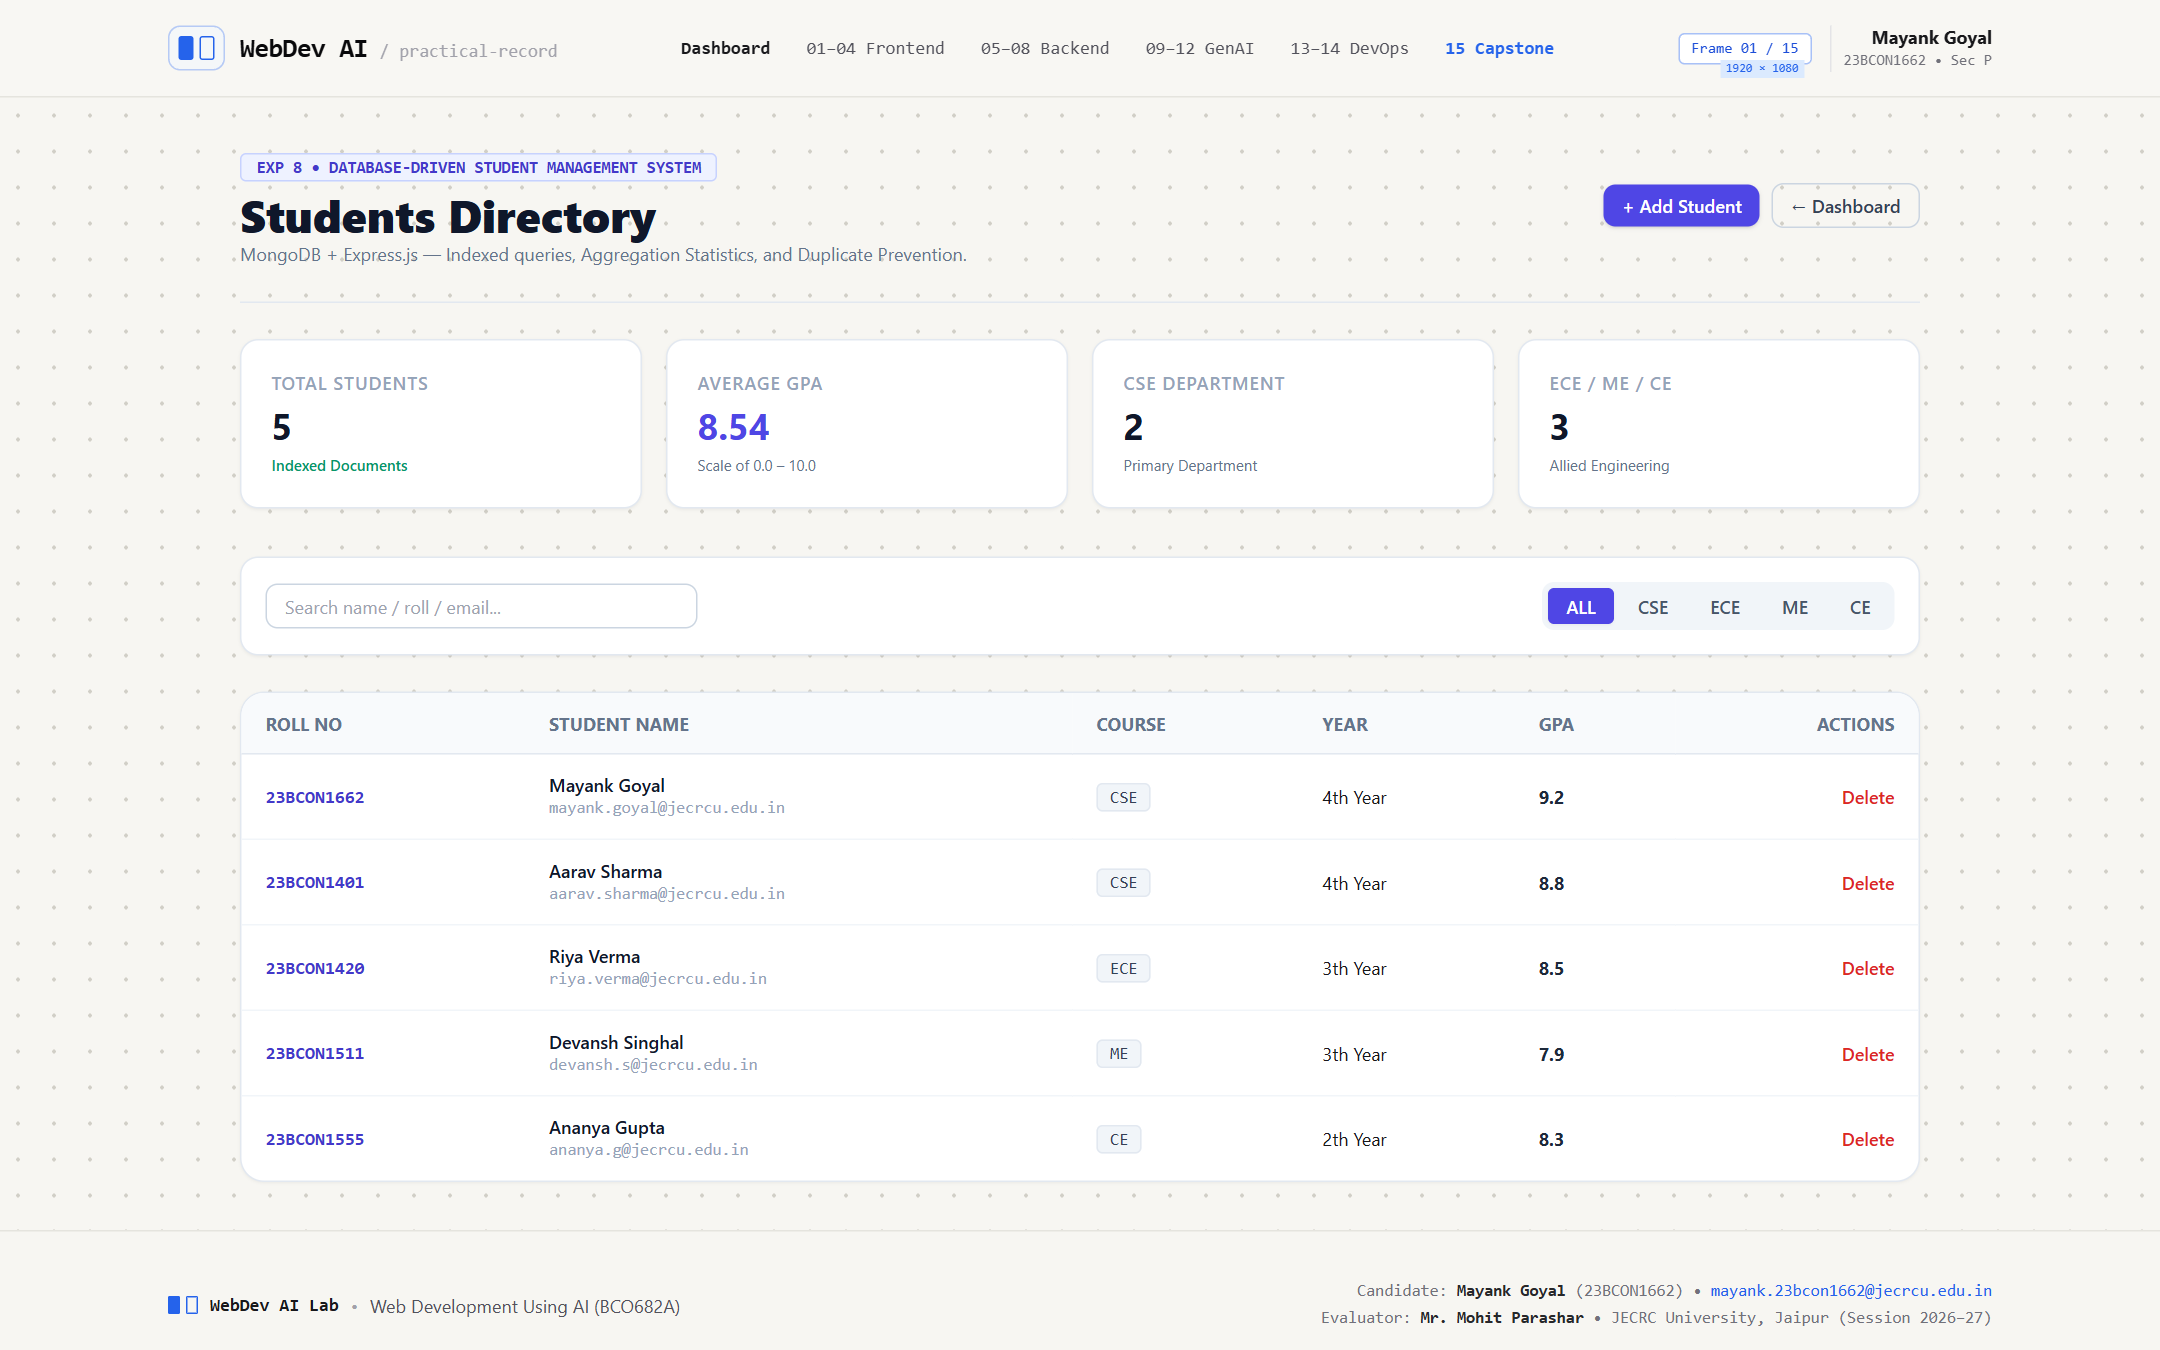 WebDev AI / practical-record
Dashboard 01–04 Frontend 05–08 Backend 09–12 GenAI 13–14 DevOps 15 Capstone
Frame 01 / 15
1920 × 1080
Mayank Goyal
23BCON1662 • Sec P
EXP 8 • DATABASE-DRIVEN STUDENT MANAGEMENT SYSTEM
Students Directory
MongoDB + Express.js — Indexed queries, Aggregation Statistics, and Duplicate Prevention.
+ Add Student
← Dashboard
TOTAL STUDENTS
5
Indexed Documents
AVERAGE GPA
8.54
Scale of 0.0 – 10.0
CSE DEPARTMENT
2
Primary Department
ECE / ME / CE
3
Allied Engineering
Search name / roll / email...
ALL CSE ECE ME CE
ROLL NO STUDENT NAME COURSE YEAR GPA ACTIONS
23BCON1662 Mayank Goyal CSE 4th Year 9.2 Delete
mayank.goyal@jecrcu.edu.in
23BCON1401 Aarav Sharma CSE 4th Year 8.8 Delete
aarav.sharma@jecrcu.edu.in
23BCON1420 Riya Verma ECE 3th Year 8.5 Delete
riya.verma@jecrcu.edu.in
23BCON1511 Devansh Singhal ME 3th Year 7.9 Delete
devansh.s@jecrcu.edu.in
23BCON1555 Ananya Gupta CE 2th Year 8.3 Delete
ananya.g@jecrcu.edu.in
WebDev AI Lab • Web Development Using AI (BCO682A)
Candidate: Mayank Goyal (23BCON1662) • mayank.23bcon1662@jecrcu.edu.in
Evaluator: Mr. Mohit Parashar • JECRC University, Jaipur (Session 2026–27)